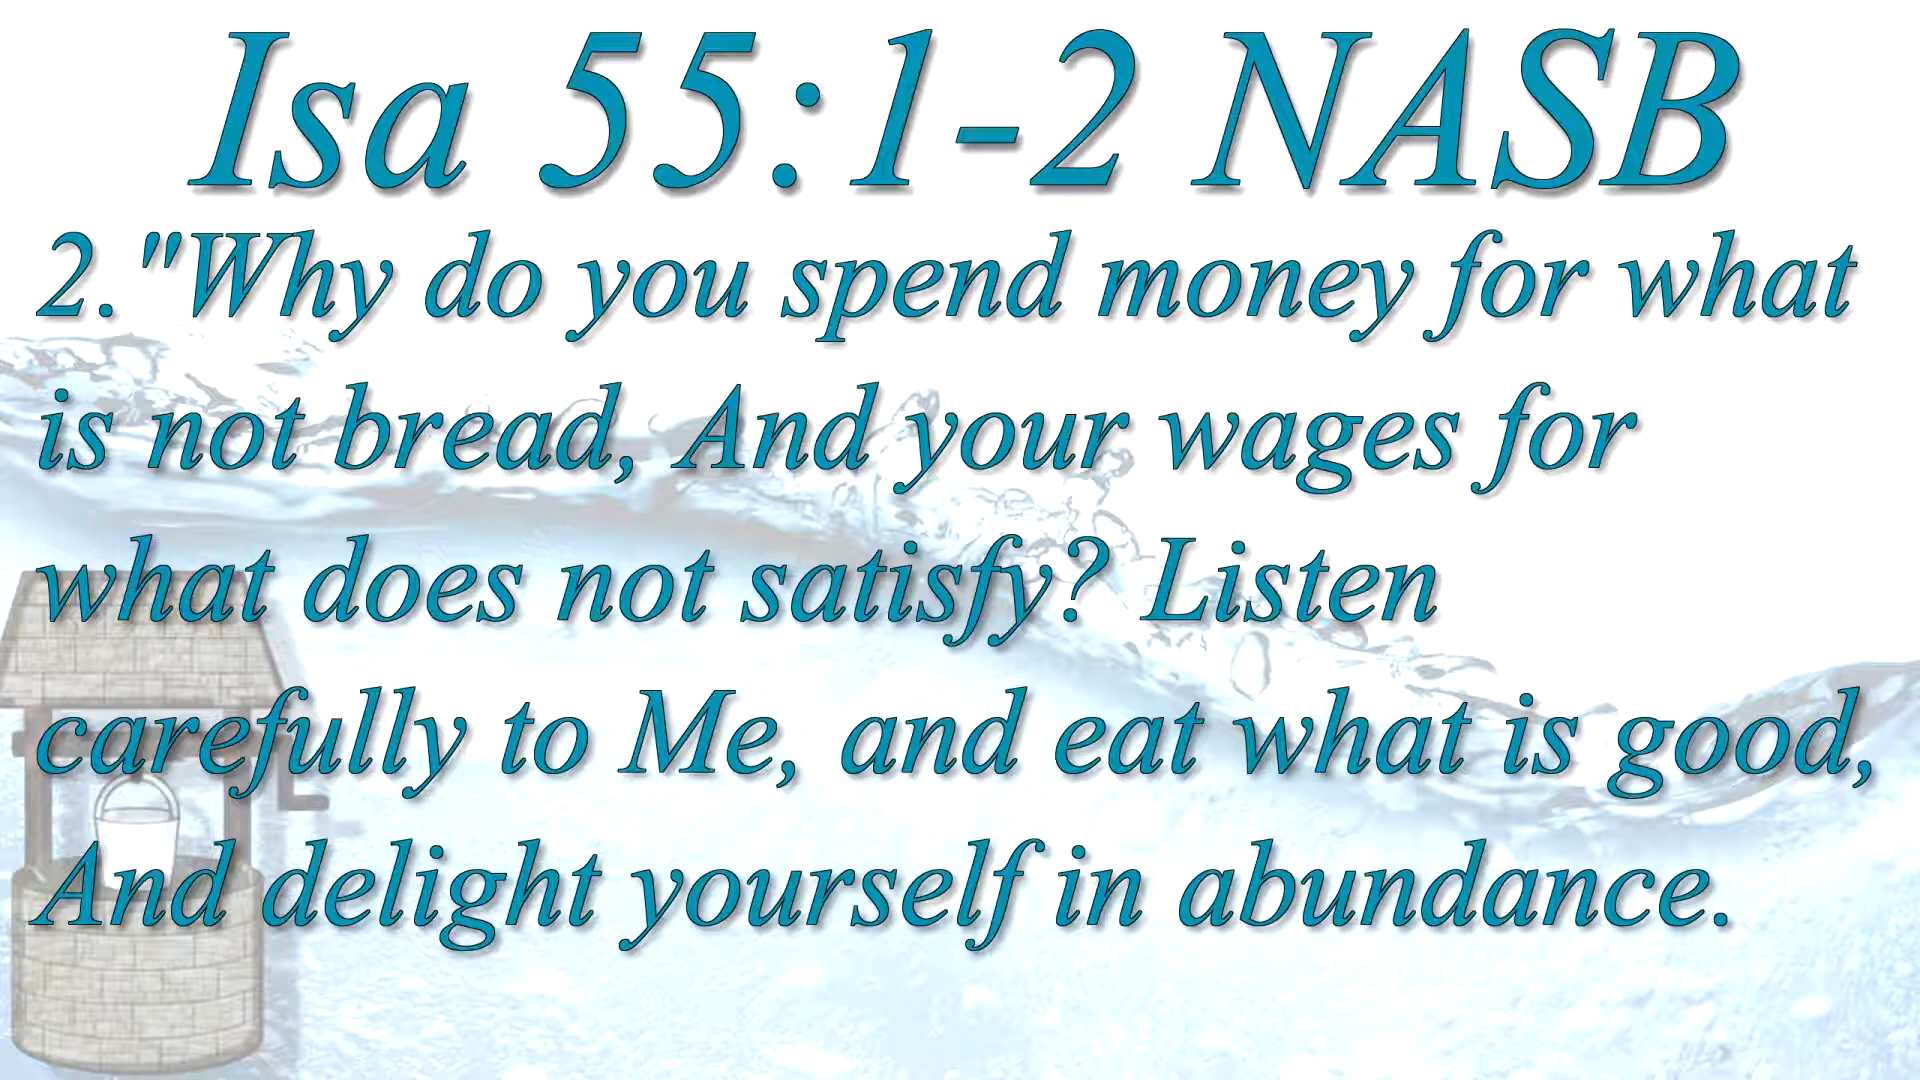 Isa 55:1-2 NASB
2. "Why do you spend money for what
is not bread, And your wages for
what does not satisfy? Listen
carefully to Me, and eat what is good,
And delight yourself in abundance.